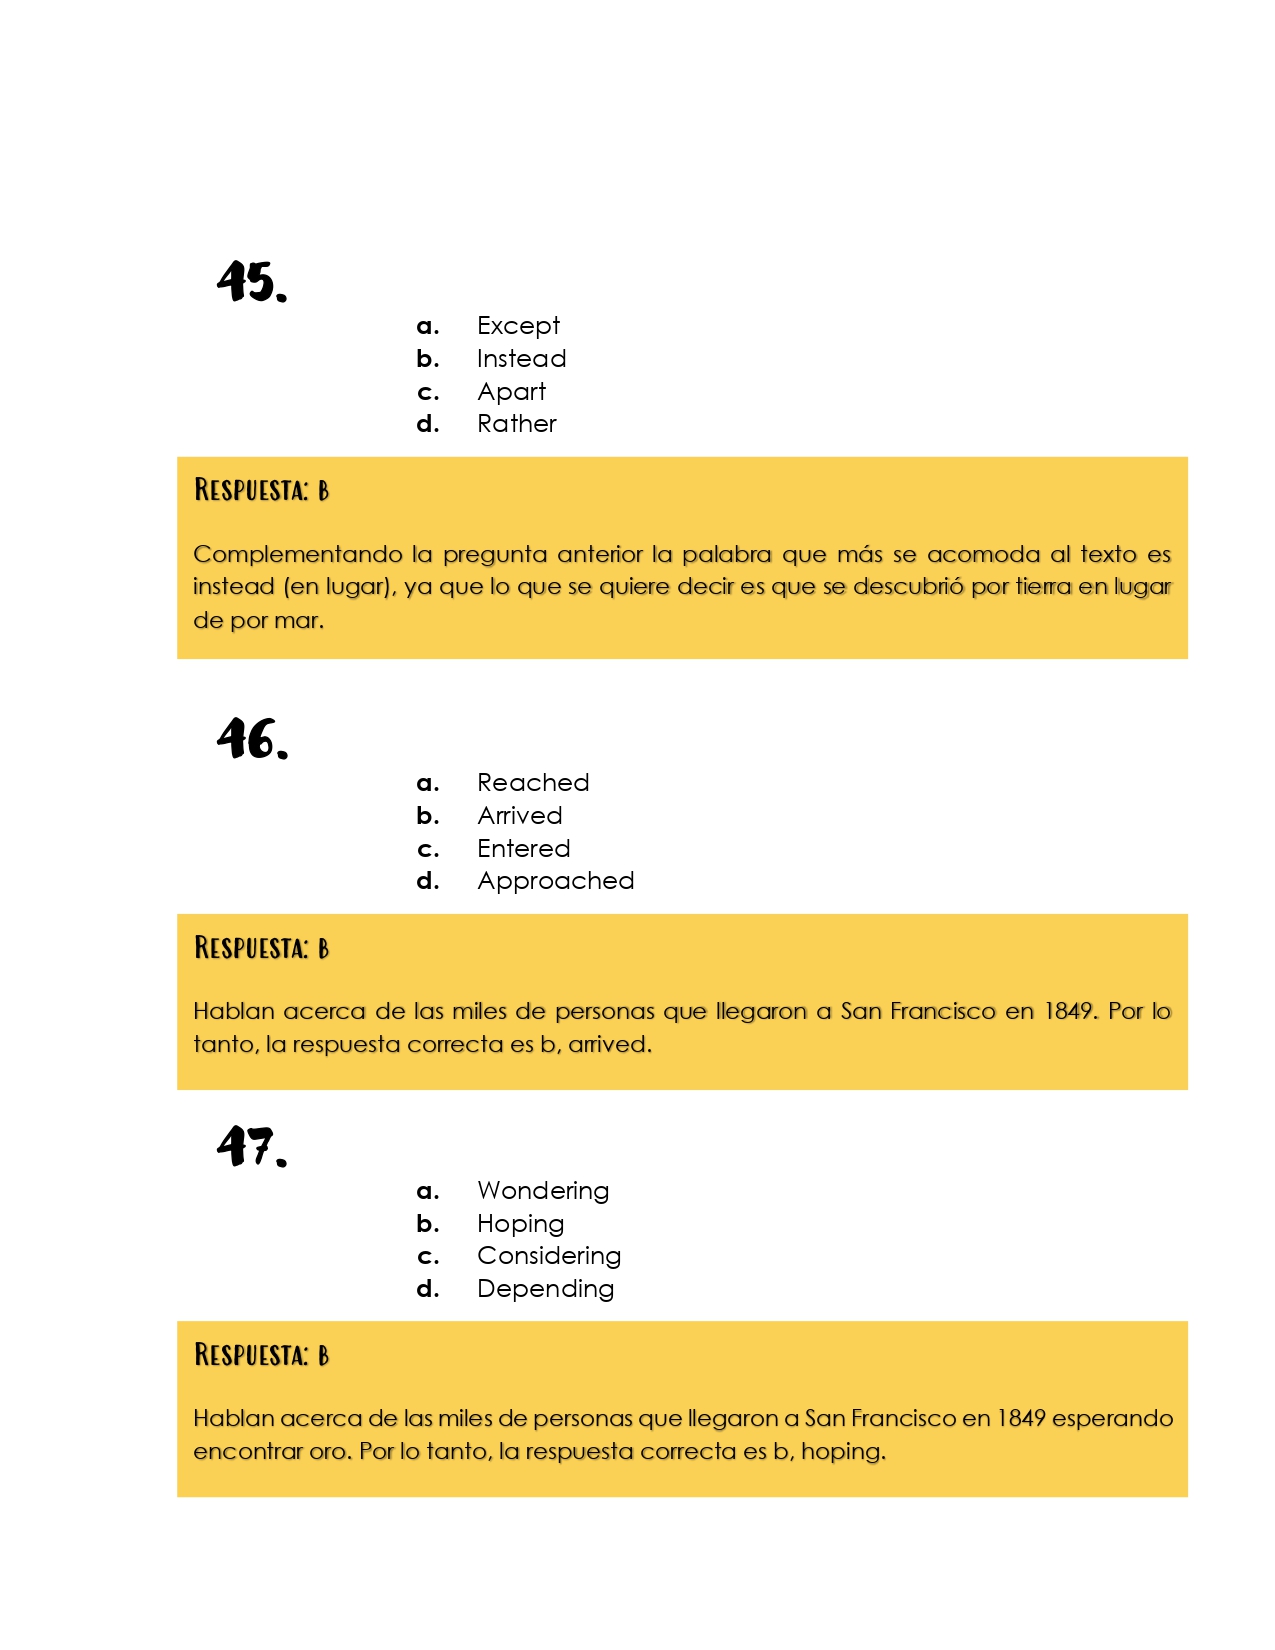 45.
a. Except
b. Instead
c. Apart
d. Rather
Respuesta: b
Complementando la pregunta anterior la palabra que más se acomoda al texto es
instead (en lugar), ya que lo que se quiere decir es que se descubrió por tierra en lugar
de por mar.
46.
a. Reached
b. Arrived
c. Entered
d. Approached
Respuesta: b
Hablan acerca de las miles de personas que llegaron a San Francisco en 1849. Por lo
tanto, la respuesta correcta es b, arrived.
47.
a. Wondering
b. Hoping
c. Considering
d. Depending
Respuesta: b
Hablan acerca de las miles de personas que llegaron a San Francisco en 1849 esperando
encontrar oro. Por lo tanto, la respuesta correcta es b, hoping.